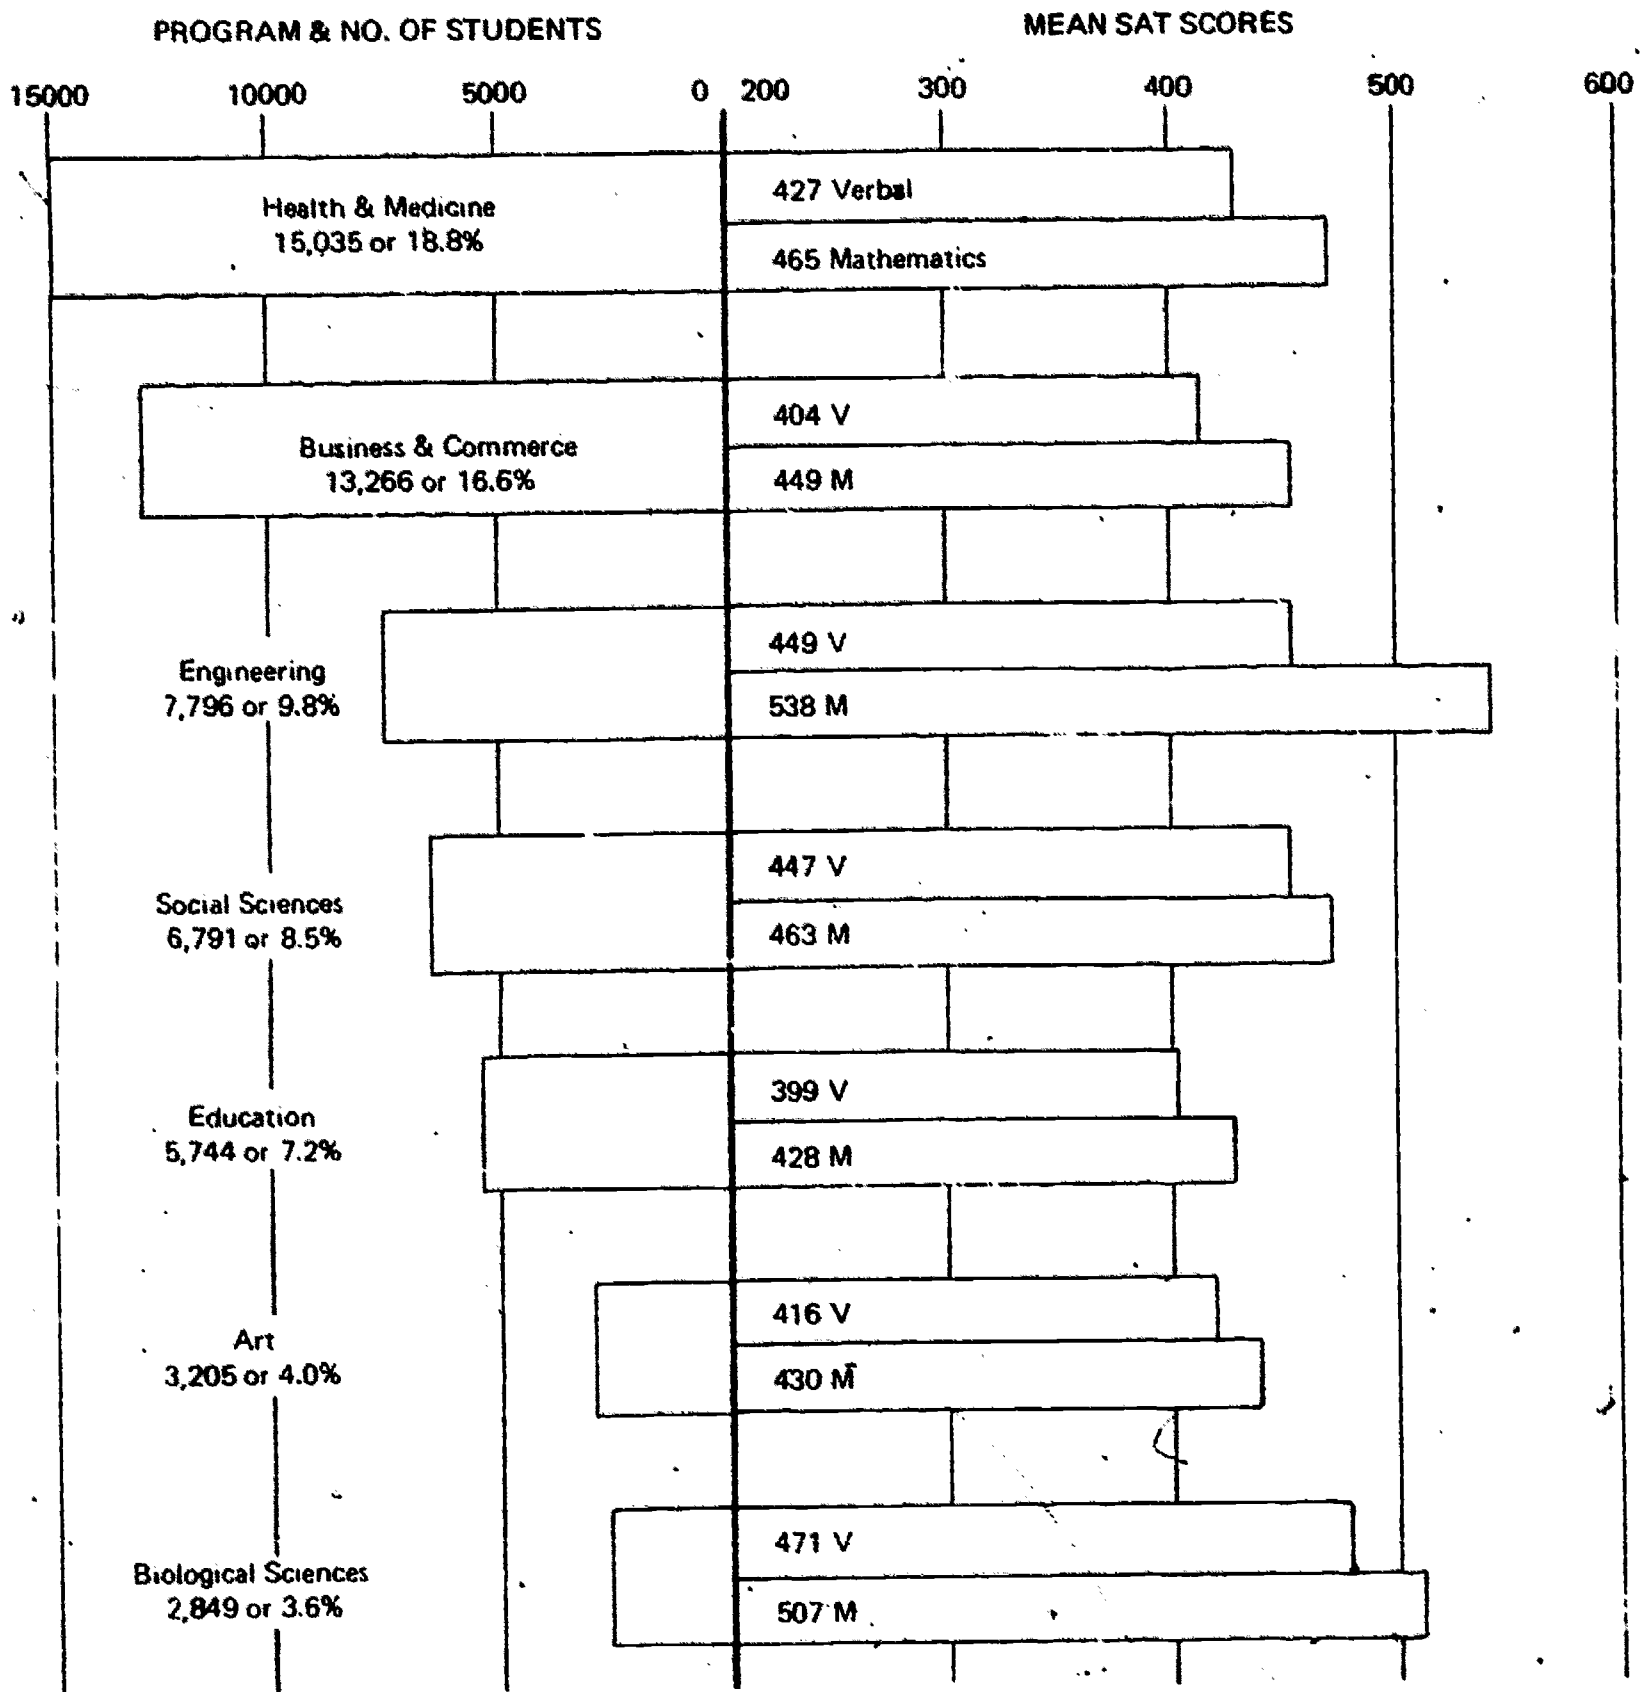 PROGRAM & NO. OF STUDENTS
MEAN SAT SCORES
15000 10000 5000 0 200 300 400 500 600
Health & Medicine
15,035 or 18.8%
427 Verbal
465 Mathematics
Business & Commerce
13,266 or 16.6%
404 V
449 M
Engineering
7,796 or 9.8%
449 V
538 M
Social Sciences
6,791 or 8.5%
447 V
463 M
Education
5,744 or 7.2%
399 V
428 M
Art
3,205 or 4.0%
416 V
430 M
Biological Sciences
2,849 or 3.6%
471 V
507 M